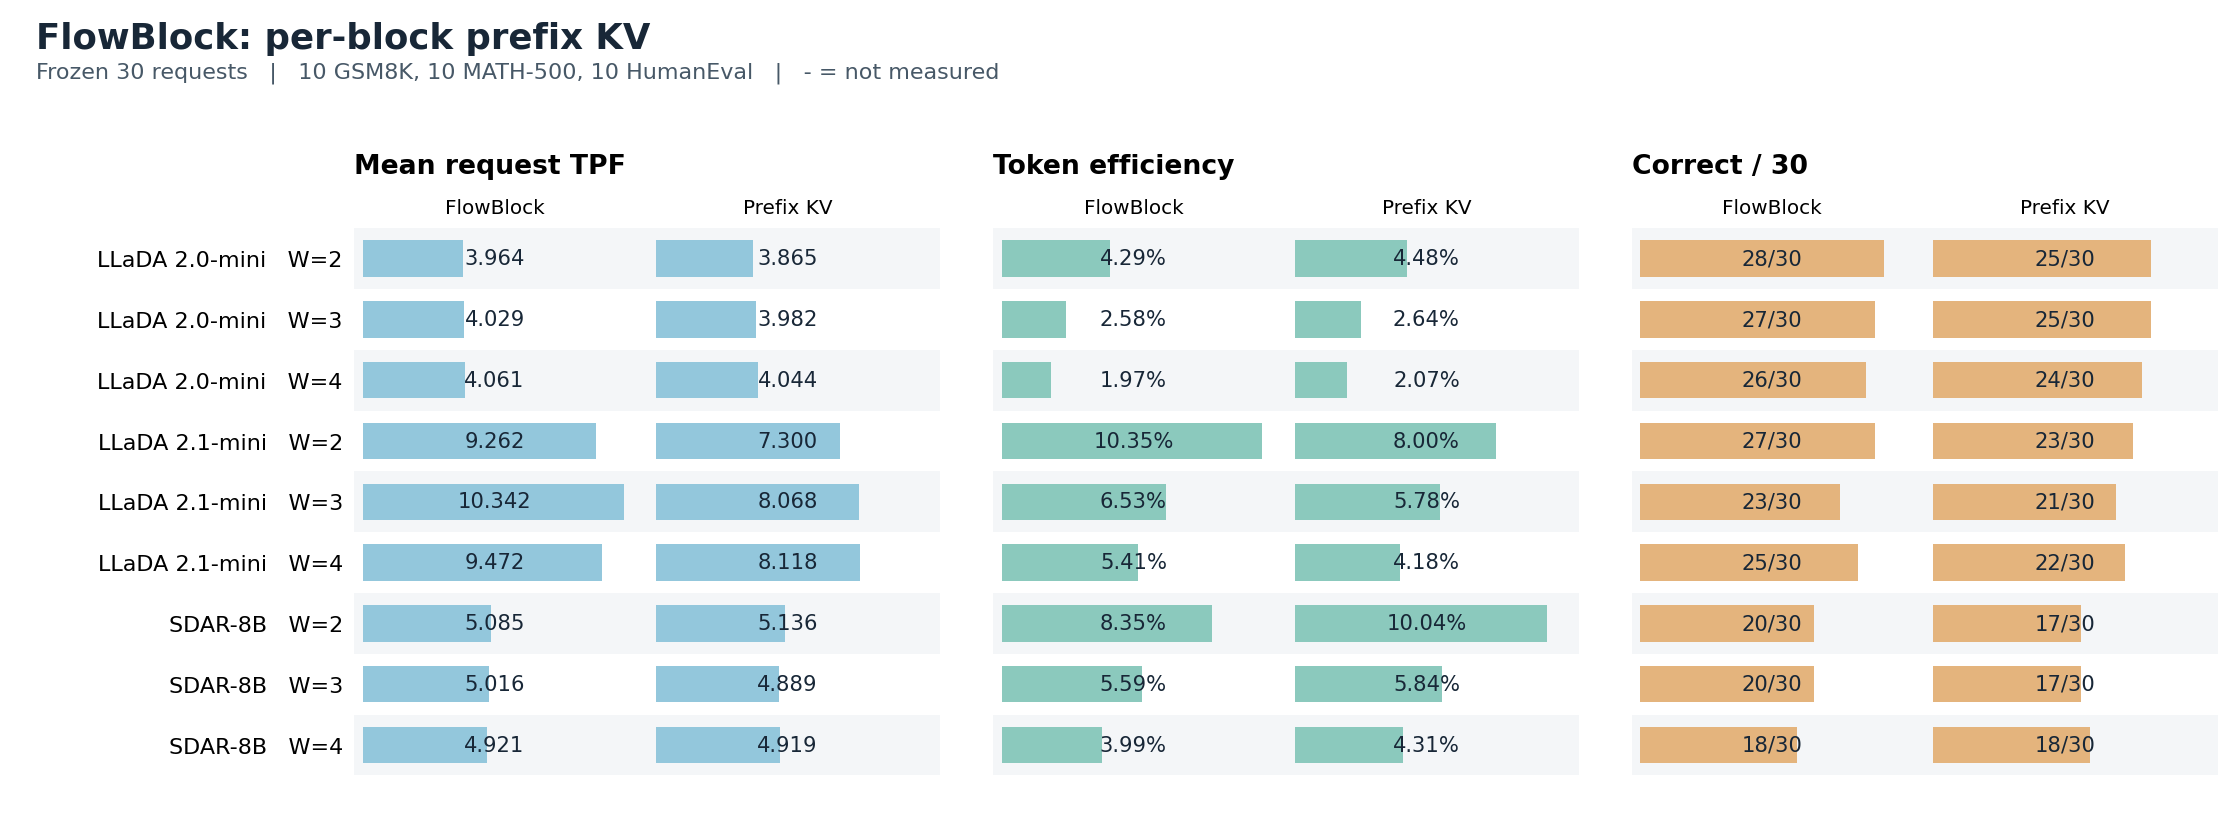 FlowBlock: per-block prefix KV
Frozen 30 requests | 10 GSM8K, 10 MATH-500, 10 HumanEval | - = not measured
Mean request TPF Token efficiency Correct / 30
FlowBlock Prefix KV FlowBlock Prefix KV FlowBlock Prefix KV
LLaDA 2.0-mini W=2 3.964 3.865 4.29% 4.48% 28/30 25/30
LLaDA 2.0-mini W=3 4.029 3.982 2.58% 2.64% 27/30 25/30
LLaDA 2.0-mini W=4 4.061 4.044 1.97% 2.07% 26/30 24/30
LLaDA 2.1-mini W=2 9.262 7.300 10.35% 8.00% 27/30 23/30
LLaDA 2.1-mini W=3 10.342 8.068 6.53% 5.78% 23/30 21/30
LLaDA 2.1-mini W=4 9.472 8.118 5.41% 4.18% 25/30 22/30
SDAR-8B W=2 5.085 5.136 8.35% 10.04% 20/30 17/30
SDAR-8B W=3 5.016 4.889 5.59% 5.84% 20/30 17/30
SDAR-8B W=4 4.921 4.919 3.99% 4.31% 18/30 18/30